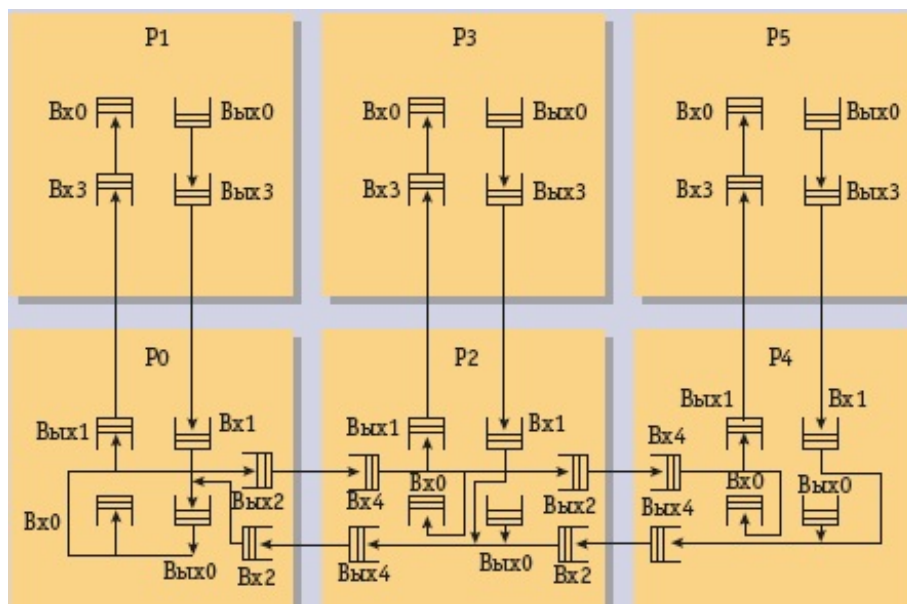 P1 P3 P5
Вх0 Вых0 Вх0 Вых0 Вх0 Вых0
Вх3 Вых3 Вх3 Вых3 Вх3 Вых3
P0 P2 P4
Вых1 Вх1 Вых1 Вх1 Вых1 Вх1
Вх4
Вых2 Вх4 Вх0 Вых2 Вх0 Вых0
Вх0 Вых4
Вых0 Вх2 Вых4 Вых0 Вх2